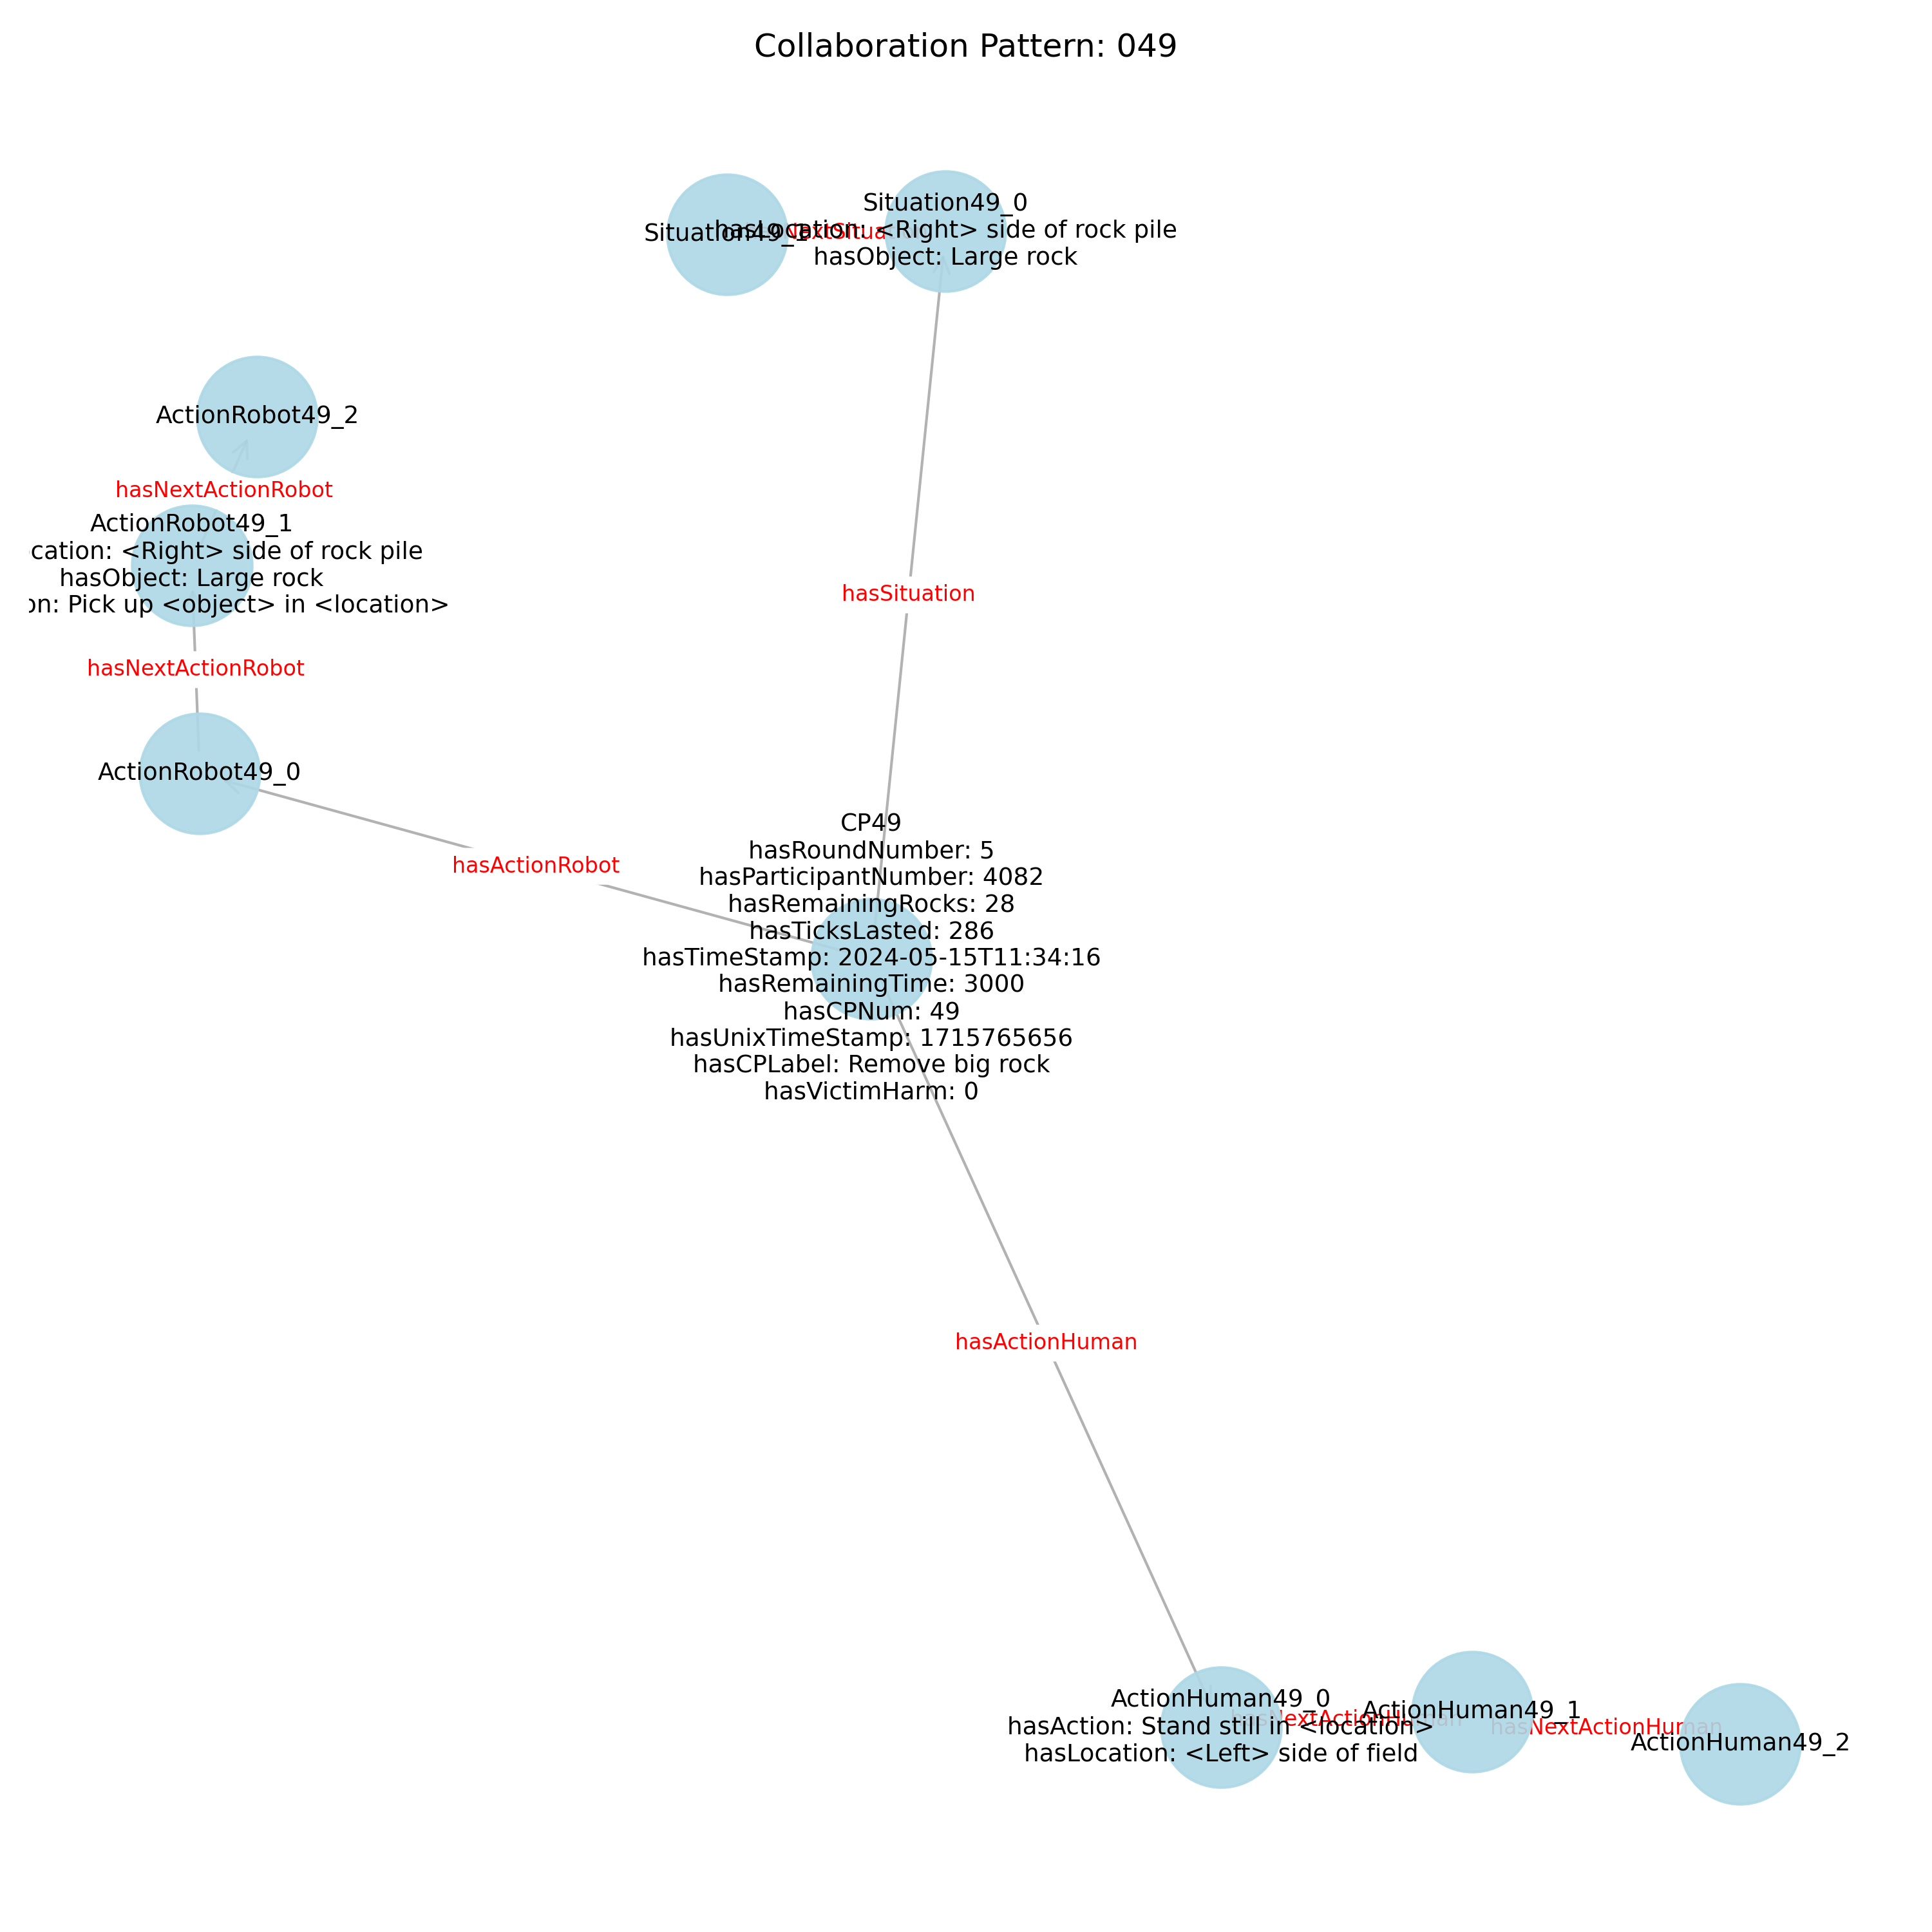 Collaboration Pattern: 049
Situation49_0
hasLocation: <Right> side of rock pile
hasObject: Large rock
Situation49_1
ActionRobot49_2
hasNextActionRobot
ActionRobot49_1
cation: <Right> side of rock pile
hasObject: Large rock
on: Pick up <object> in <location>
hasSituation
hasNextActionRobot
ActionRobot49_0
hasActionRobot
CP49
hasRoundNumber: 5
hasParticipantNumber: 4082
hasRemainingRocks: 28
hasTicksLasted: 286
hasTimeStamp: 2024-05-15T11:34:16
hasRemainingTime: 3000
hasCPNum: 49
hasUnixTimeStamp: 1715765656
hasCPLabel: Remove big rock
hasVictimHarm: 0
hasActionHuman
ActionHuman49_0
hasAction: Stand still in <location>
hasLocation: <Left> side of field
hasNextActionHuman
ActionHuman49_1
hasNextActionHuman
ActionHuman49_2